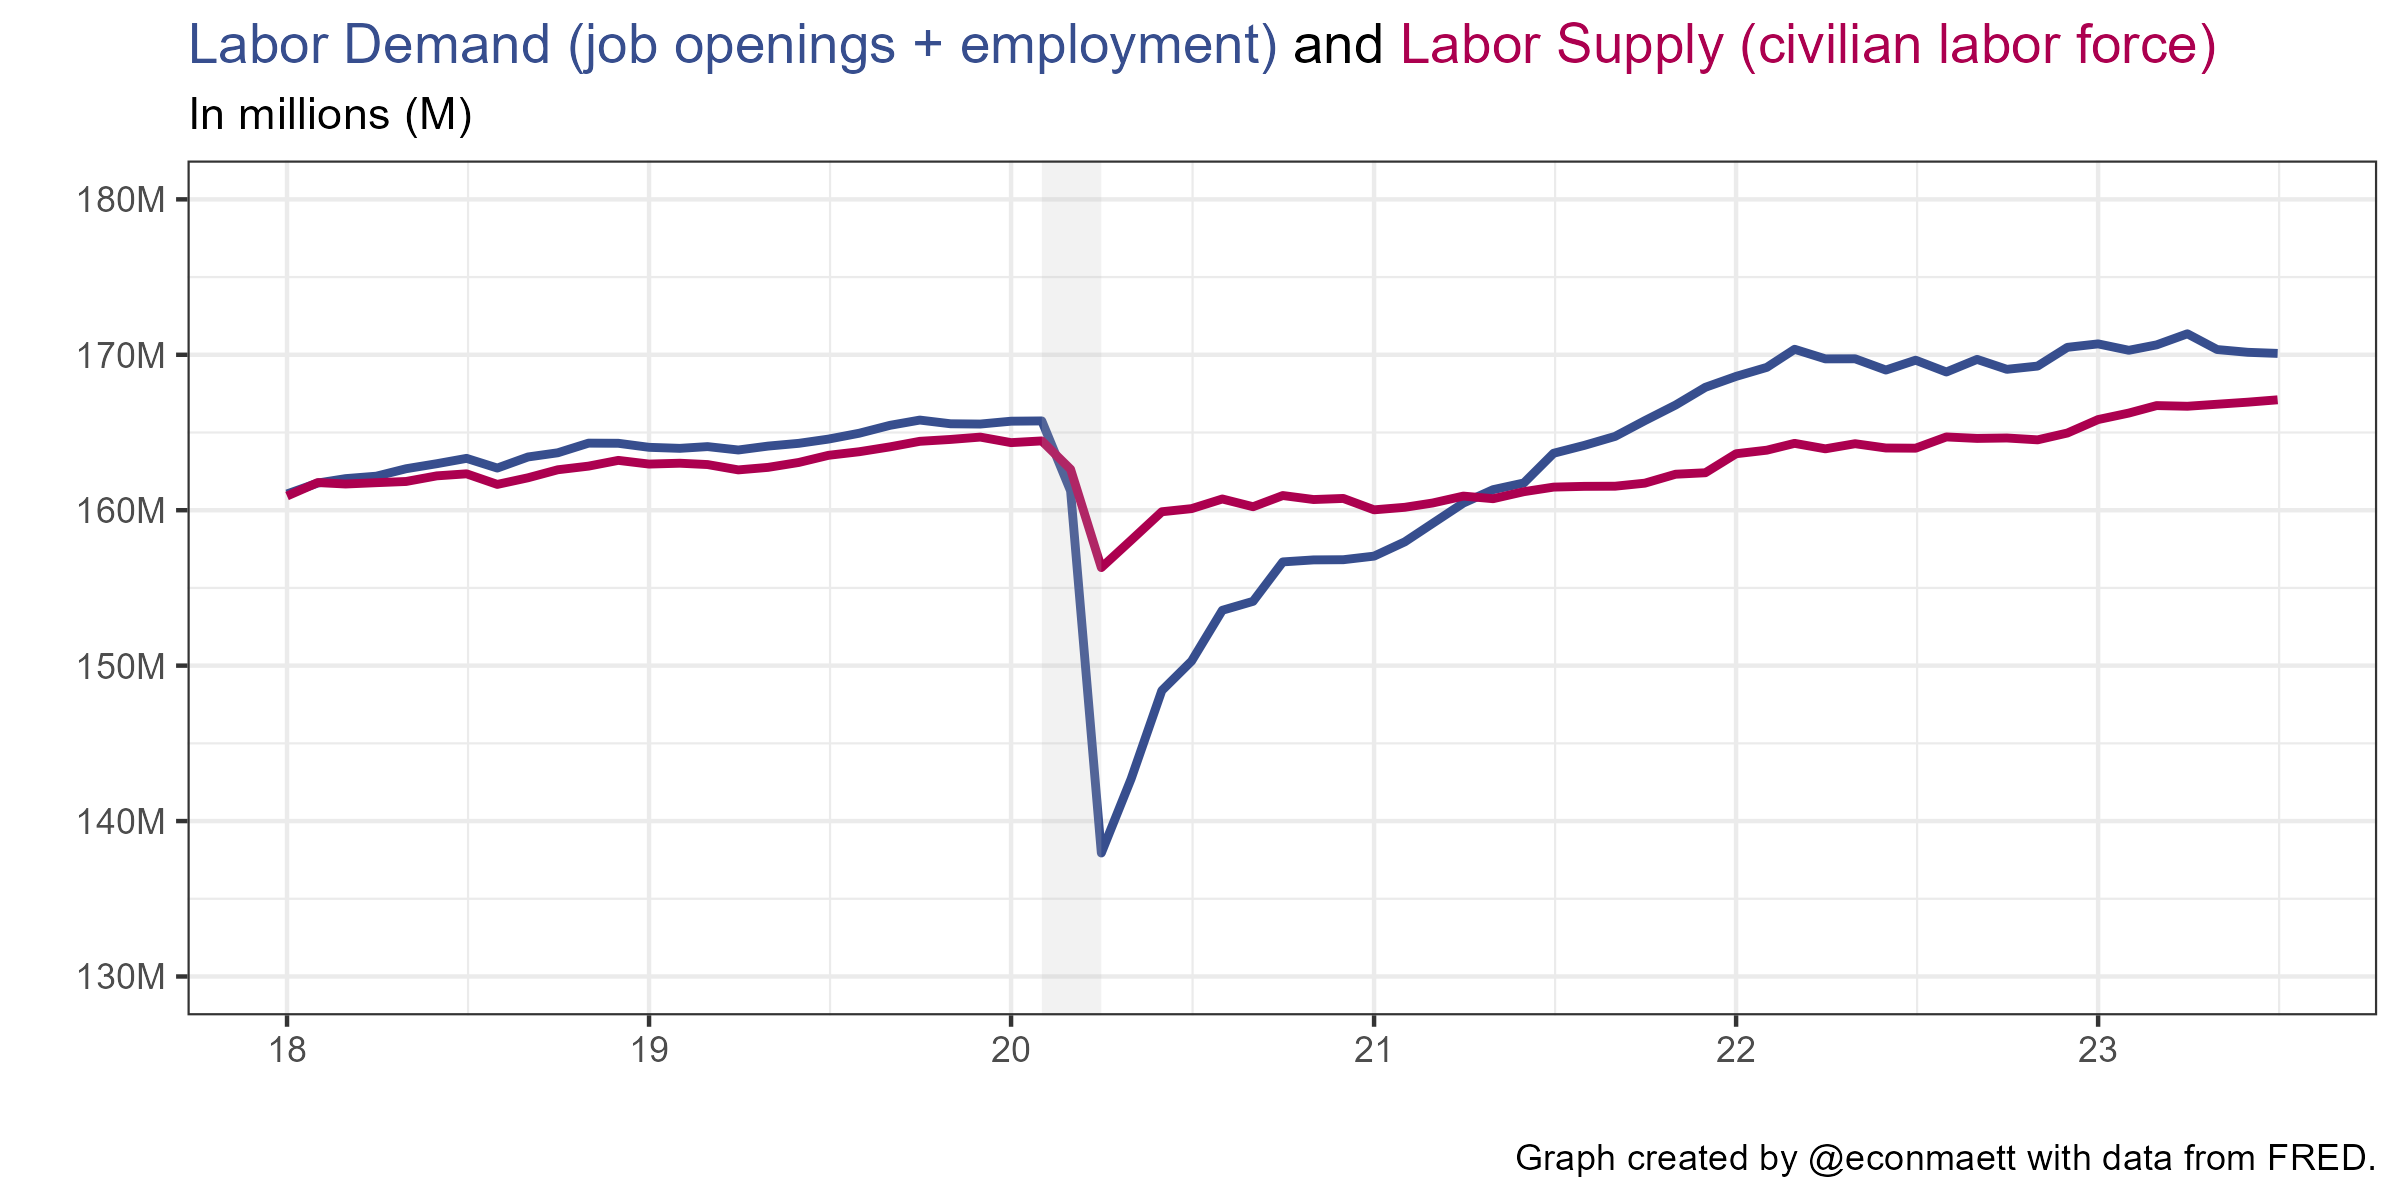 Labor Demand (job openings + employment) and Labor Supply (civilian labor force)
In millions (M)
180M
170M
160M
150M
140M
130M
18 19 20 21 22 23
Graph created by @econmaett with data from FRED.